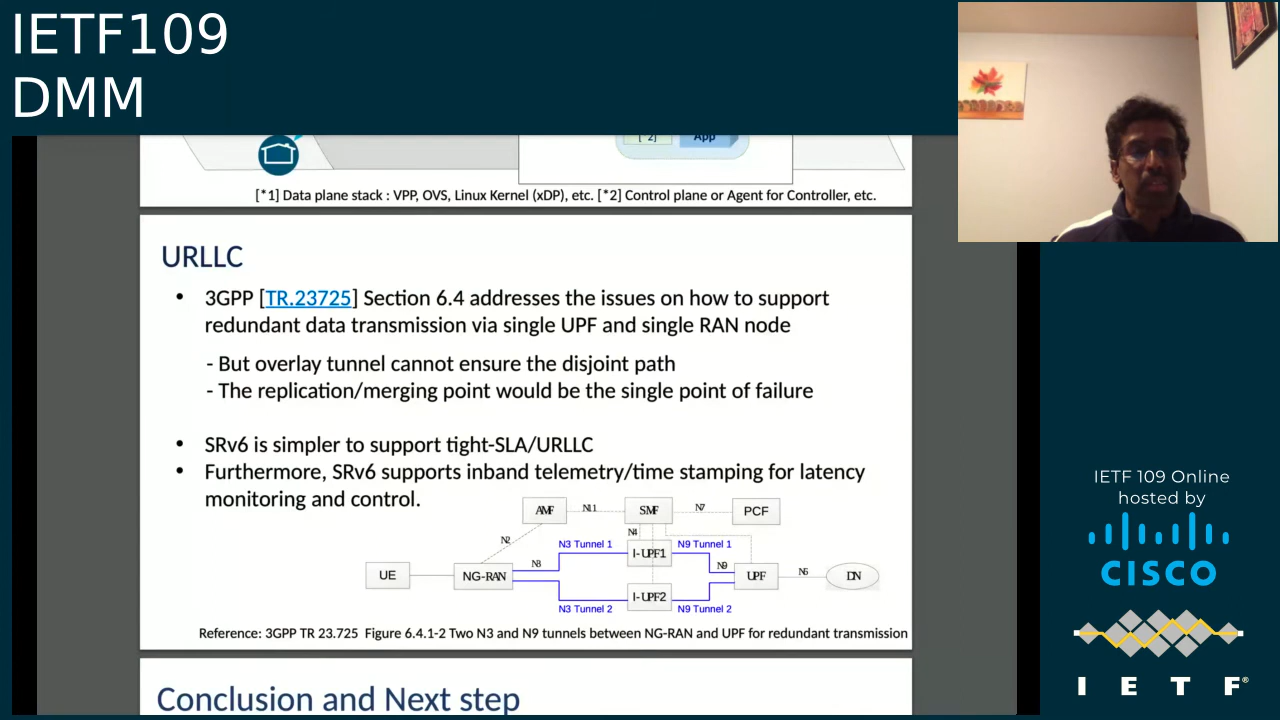 IETF109
DMM
[*2]
App
[*1] Data plane stack : VPP, OVS, Linux Kernel (xDP), etc. [*2] Control plane or Agent for Controller, etc.
URLLC
• 3GPP [TR.23725] Section 6.4 addresses the issues on how to support
redundant data transmission via single UPF and single RAN node
- But overlay tunnel cannot ensure the disjoint path
- The replication/merging point would be the single point of failure
• SRv6 is simpler to support tight-SLA/URLLC
• Furthermore, SRv6 supports inband telemetry/time stamping for latency
monitoring and control.
AMF
N11
SMF
N7
PCF
N2
N4
N3 Tunnel 1
I-UPF1
N9 Tunnel 1
UE
NG-RAN
N3
N9
UPF
N6
DN
N3 Tunnel 2
I-UPF2
N9 Tunnel 2
Reference: 3GPP TR 23.725 Figure 6.4.1-2 Two N3 and N9 tunnels between NG-RAN and UPF for redundant transmission
Conclusion and Next step
IETF 109 Online
hosted by
CISCO
I E T F®